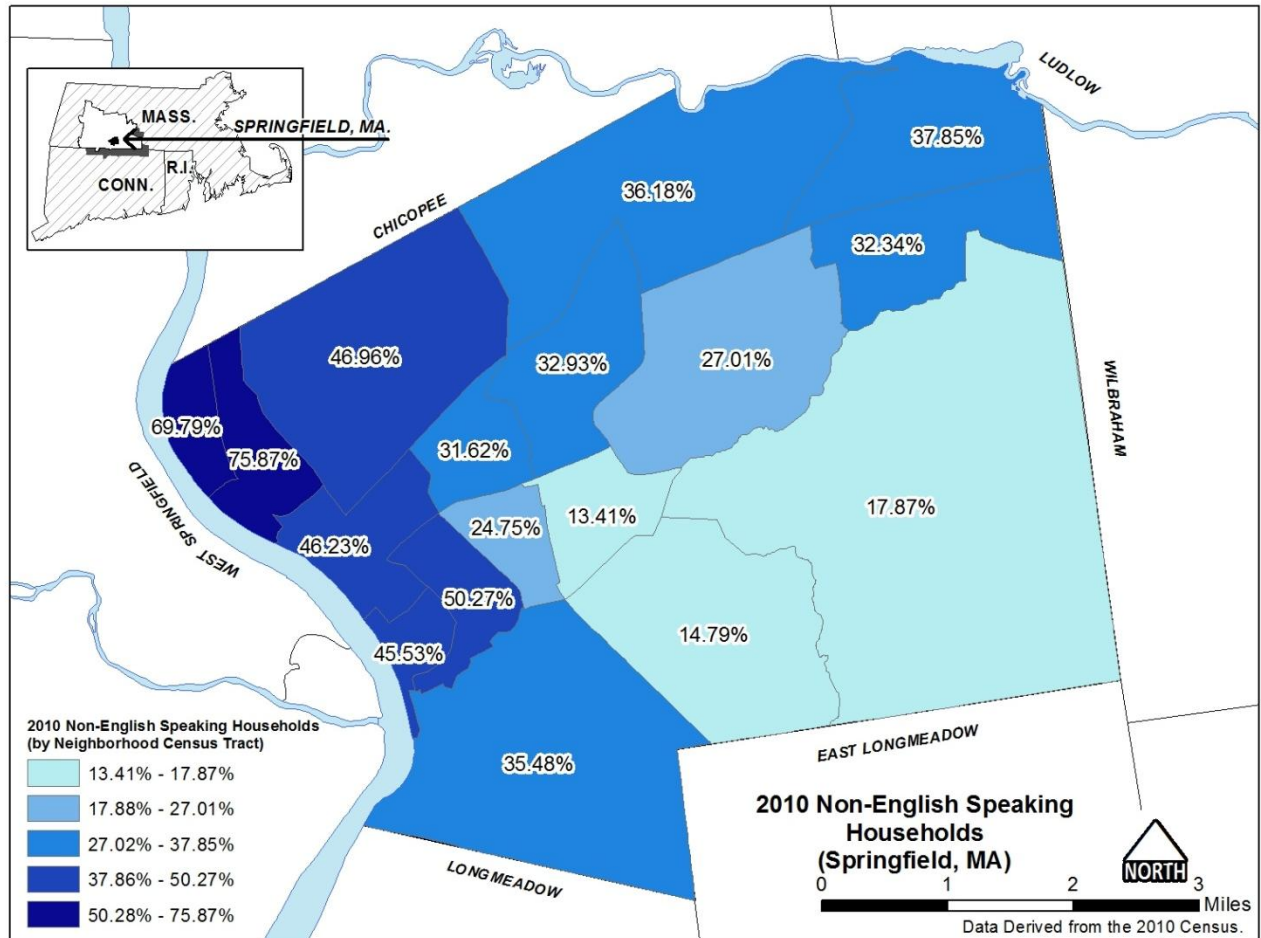 LUDLOW
MASS.
SPRINGFIELD, MA.
R.I.
CONN.
37.85%
36.18%
CHICOPEE
32.34%
46.96%
32.93%
27.01%
WILBRAHAM
69.79%
75.87%
31.62%
WEST SPRINGFIELD
24.75%
13.41%
17.87%
46.23%
50.27%
14.79%
45.53%
35.48%
EAST LONGMEADOW
LONGMEADOW
2010 Non-English Speaking Households
(by Neighborhood Census Tract)
13.41% - 17.87%
17.88% - 27.01%
27.02% - 37.85%
37.86% - 50.27%
50.28% - 75.87%
2010 Non-English Speaking
Households
(Springfield, MA)
NORTH
0 1 2 3
Miles
Data Derived from the 2010 Census.